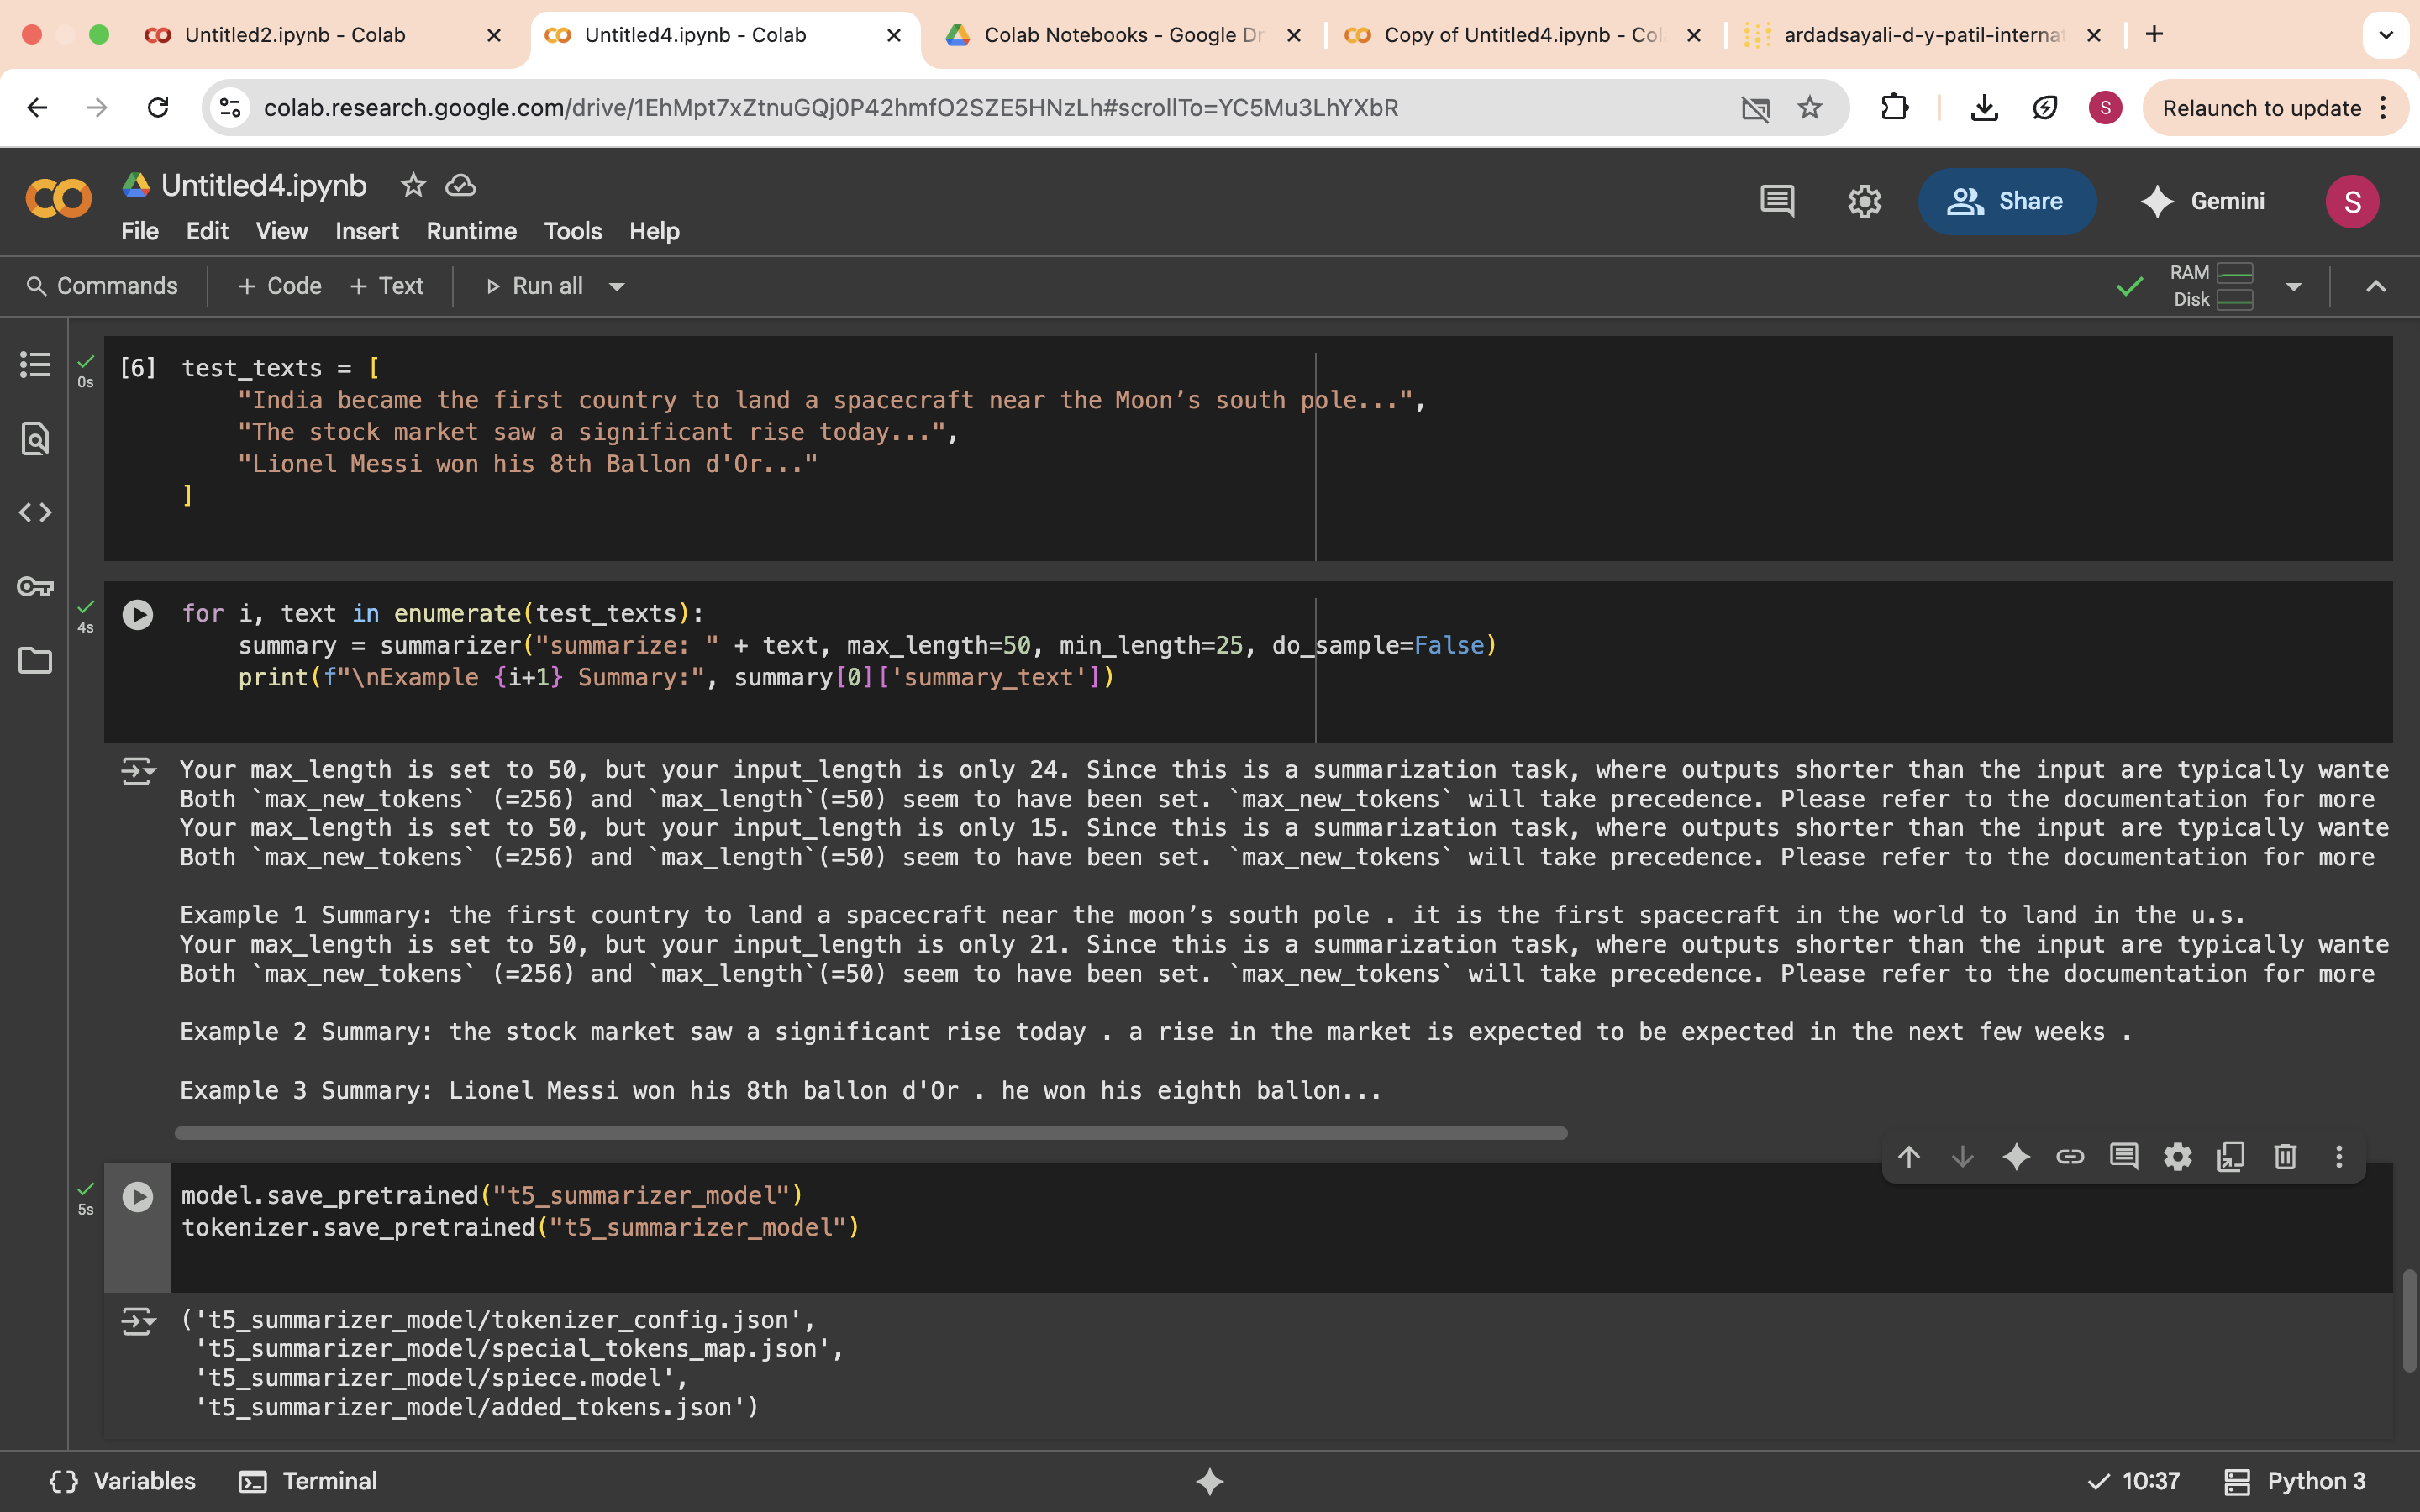 Untitled2.ipynb - Colab
Untitled4.ipynb - Colab
Colab Notebooks - Google Dr
Copy of Untitled4.ipynb - Col
ardadsayali-d-y-patil-internat
colab.research.google.com/drive/1EhMpt7xZtnuGQj0P42hmfO2SZE5HNzLh#scrollTo=YC5Mu3LhYXbR
S
Relaunch to update
Untitled4.ipynb
File Edit View Insert Runtime Tools Help
Share
Gemini
S
Commands + Code + Text Run all
RAM
Disk
0s
[6] test_texts = [
"India became the first country to land a spacecraft near the Moon’s south pole...",
"The stock market saw a significant rise today...",
"Lionel Messi won his 8th Ballon d'Or..."
]
4s
for i, text in enumerate(test_texts):
summary = summarizer("summarize: " + text, max_length=50, min_length=25, do_sample=False)
print(f"\nExample {i+1} Summary:", summary[0]['summary_text'])
Your max_length is set to 50, but your input_length is only 24. Since this is a summarization task, where outputs shorter than the input are typically wante
Both `max_new_tokens` (=256) and `max_length`(=50) seem to have been set. `max_new_tokens` will take precedence. Please refer to the documentation for more
Your max_length is set to 50, but your input_length is only 15. Since this is a summarization task, where outputs shorter than the input are typically wante
Both `max_new_tokens` (=256) and `max_length`(=50) seem to have been set. `max_new_tokens` will take precedence. Please refer to the documentation for more
Example 1 Summary: the first country to land a spacecraft near the moon’s south pole . it is the first spacecraft in the world to land in the u.s.
Your max_length is set to 50, but your input_length is only 21. Since this is a summarization task, where outputs shorter than the input are typically wante
Both `max_new_tokens` (=256) and `max_length`(=50) seem to have been set. `max_new_tokens` will take precedence. Please refer to the documentation for more
Example 2 Summary: the stock market saw a significant rise today . a rise in the market is expected to be expected in the next few weeks .
Example 3 Summary: Lionel Messi won his 8th ballon d'Or . he won his eighth ballon...
5s
model.save_pretrained("t5_summarizer_model")
tokenizer.save_pretrained("t5_summarizer_model")
('t5_summarizer_model/tokenizer_config.json',
't5_summarizer_model/special_tokens_map.json',
't5_summarizer_model/spiece.model',
't5_summarizer_model/added_tokens.json')
Variables Terminal
10:37 Python 3